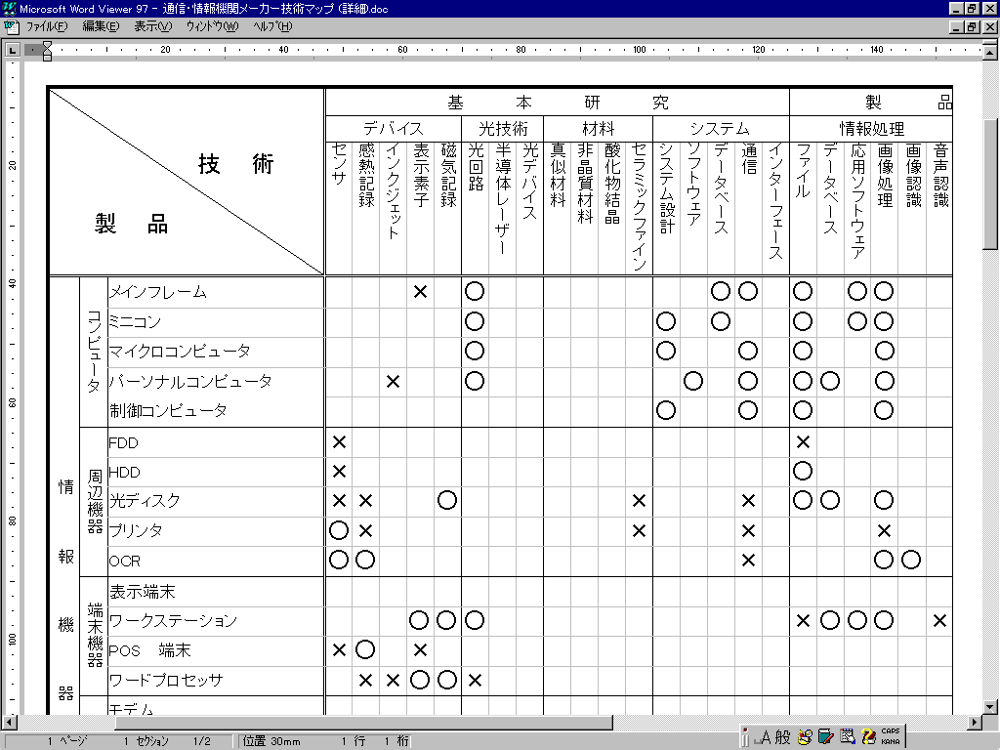 Microsoft Word Viewer 97 - 通信・情報機関メーカー技術マップ (詳細).doc
ファイル(F) 編集(E) 表示(V) ウィンドウ(W) ヘルプ(H)
20 40 60 80 100 120 140
20
40
60
80
100
技 術
製 品
基 本 研 究
製 品
デバイス 光技術 材料 システム 情報処理
センサ
感熱記録
インクジェット
表示素子
磁気記録
光回路
半導体レーザー
光デバイス
真似材料
非晶質材料
酸化物結晶
セラミックファイン
システム設計
ソフトウェア
データベース
通信
インターフェース
ファイル
データベース
応用ソフトウェア
画像処理
画像認識
音声認識
情 報 機 器
コンピュータ
メインフレーム × ○ ○ ○ ○ ○ ○
ミニコン ○ ○ ○ ○ ○ ○
マイクロコンピュータ ○ ○ ○ ○ ○
パーソナルコンピュータ × ○ ○ ○ ○ ○ ○
制御コンピュータ ○ ○ ○ ○
周辺機器
FDD × ×
HDD × ○
光ディスク × × ○ × × ○ ○ ○
プリンタ ○ × × × ×
OCR ○ ○ × ○ ○
端末機器
表示端末
ワークステーション ○ ○ ○ × ○ ○ ○ ×
POS 端末 × ○ ×
ワードプロセッサ × × ○ ○ ×
モデム
1 ページ 1 セクション 1/2 位置 30mm 1 行 1 桁
A 般 CAPS
KANA